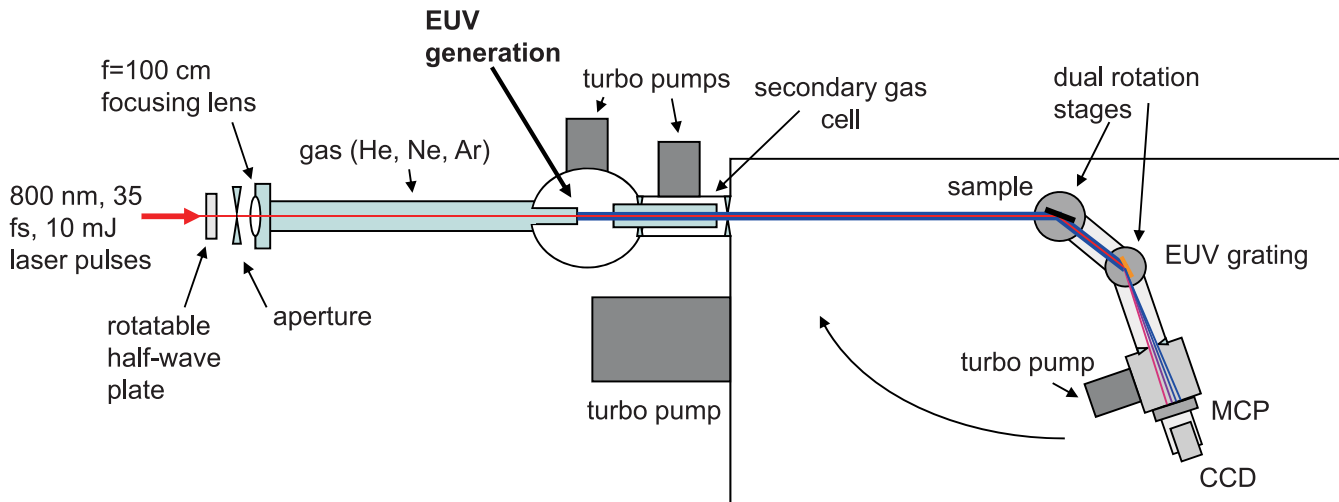 EUV
generation
f=100 cm
focusing lens
turbo pumps
secondary gas
cell
dual rotation
stages
gas (He, Ne, Ar)
sample
800 nm, 35
fs, 10 mJ
laser pulses
EUV grating
aperture
rotatable
half-wave
plate
turbo pump
turbo pump
MCP
CCD